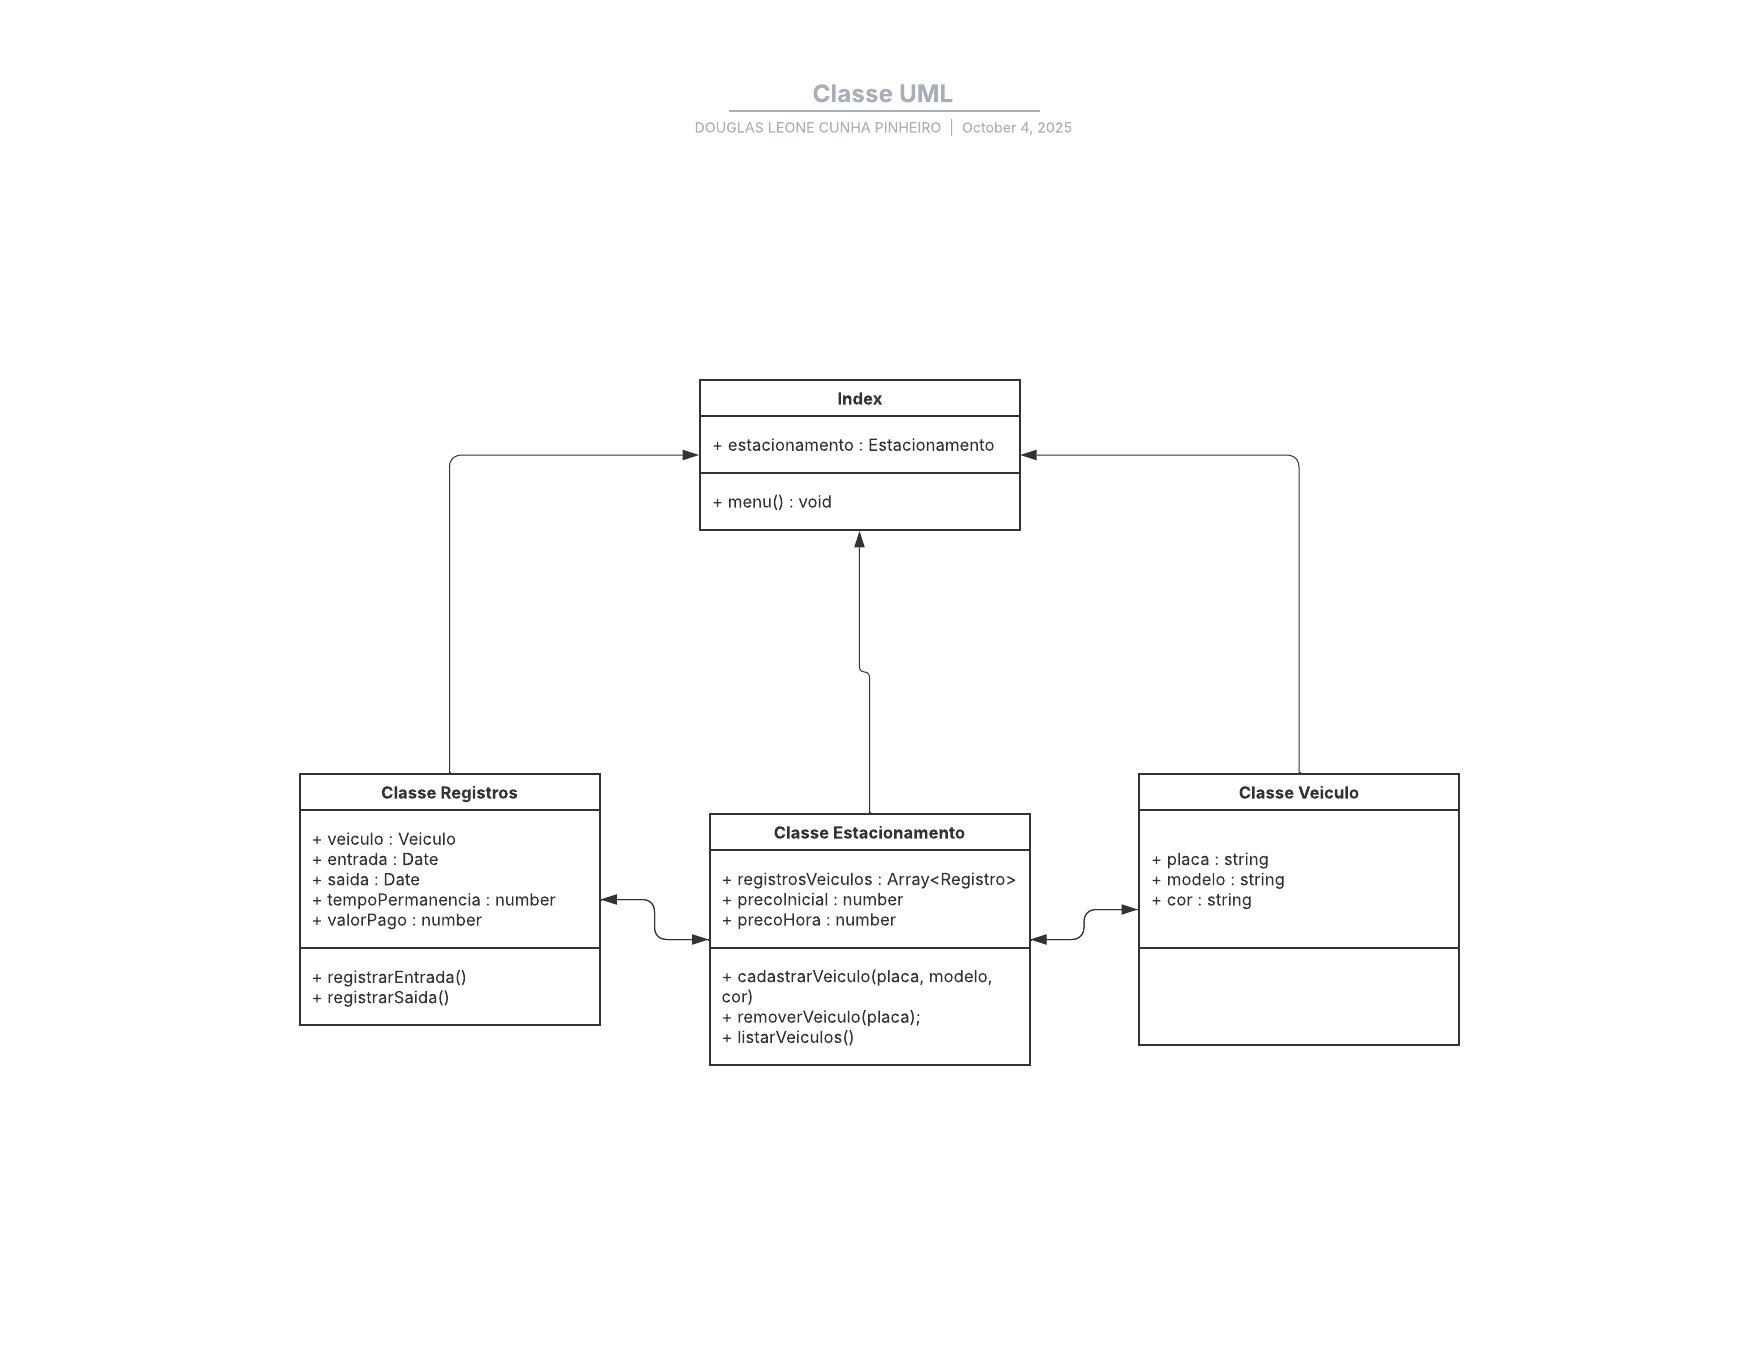 Classe UML
DOUGLAS LEONE CUNHA PINHEIRO | October 4, 2025
Index
+ estacionamento : Estacionamento
+ menu() : void
Classe Registros
+ veiculo : Veiculo
+ entrada : Date
+ saida : Date
+ tempoPermanencia : number
+ valorPago : number
+ registrarEntrada()
+ registrarSaida()
Classe Estacionamento
+ registrosVeiculos : Array<Registro>
+ precoInicial : number
+ precoHora : number
+ cadastrarVeiculo(placa, modelo,
cor)
+ removerVeiculo(placa);
+ listarVeiculos()
Classe Veiculo
+ placa : string
+ modelo : string
+ cor : string